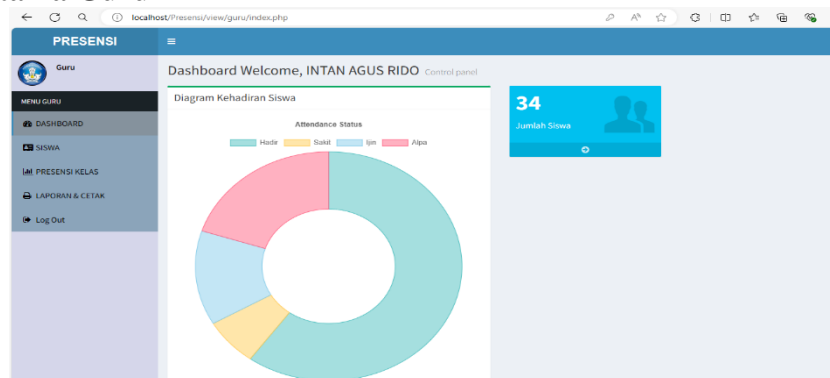 localhost/Presensi/view/guru/index.php
PRESENSI
Guru
MENU GURU
DASHBOARD
SISWA
PRESENSI KELAS
LAPORAN & CETAK
Log Out
Dashboard Welcome, INTAN AGUS RIDO Control panel
Diagram Kehadiran Siswa
Attendance Status
Hadir Sakit Ijin Alpa
34
Jumlah Siswa